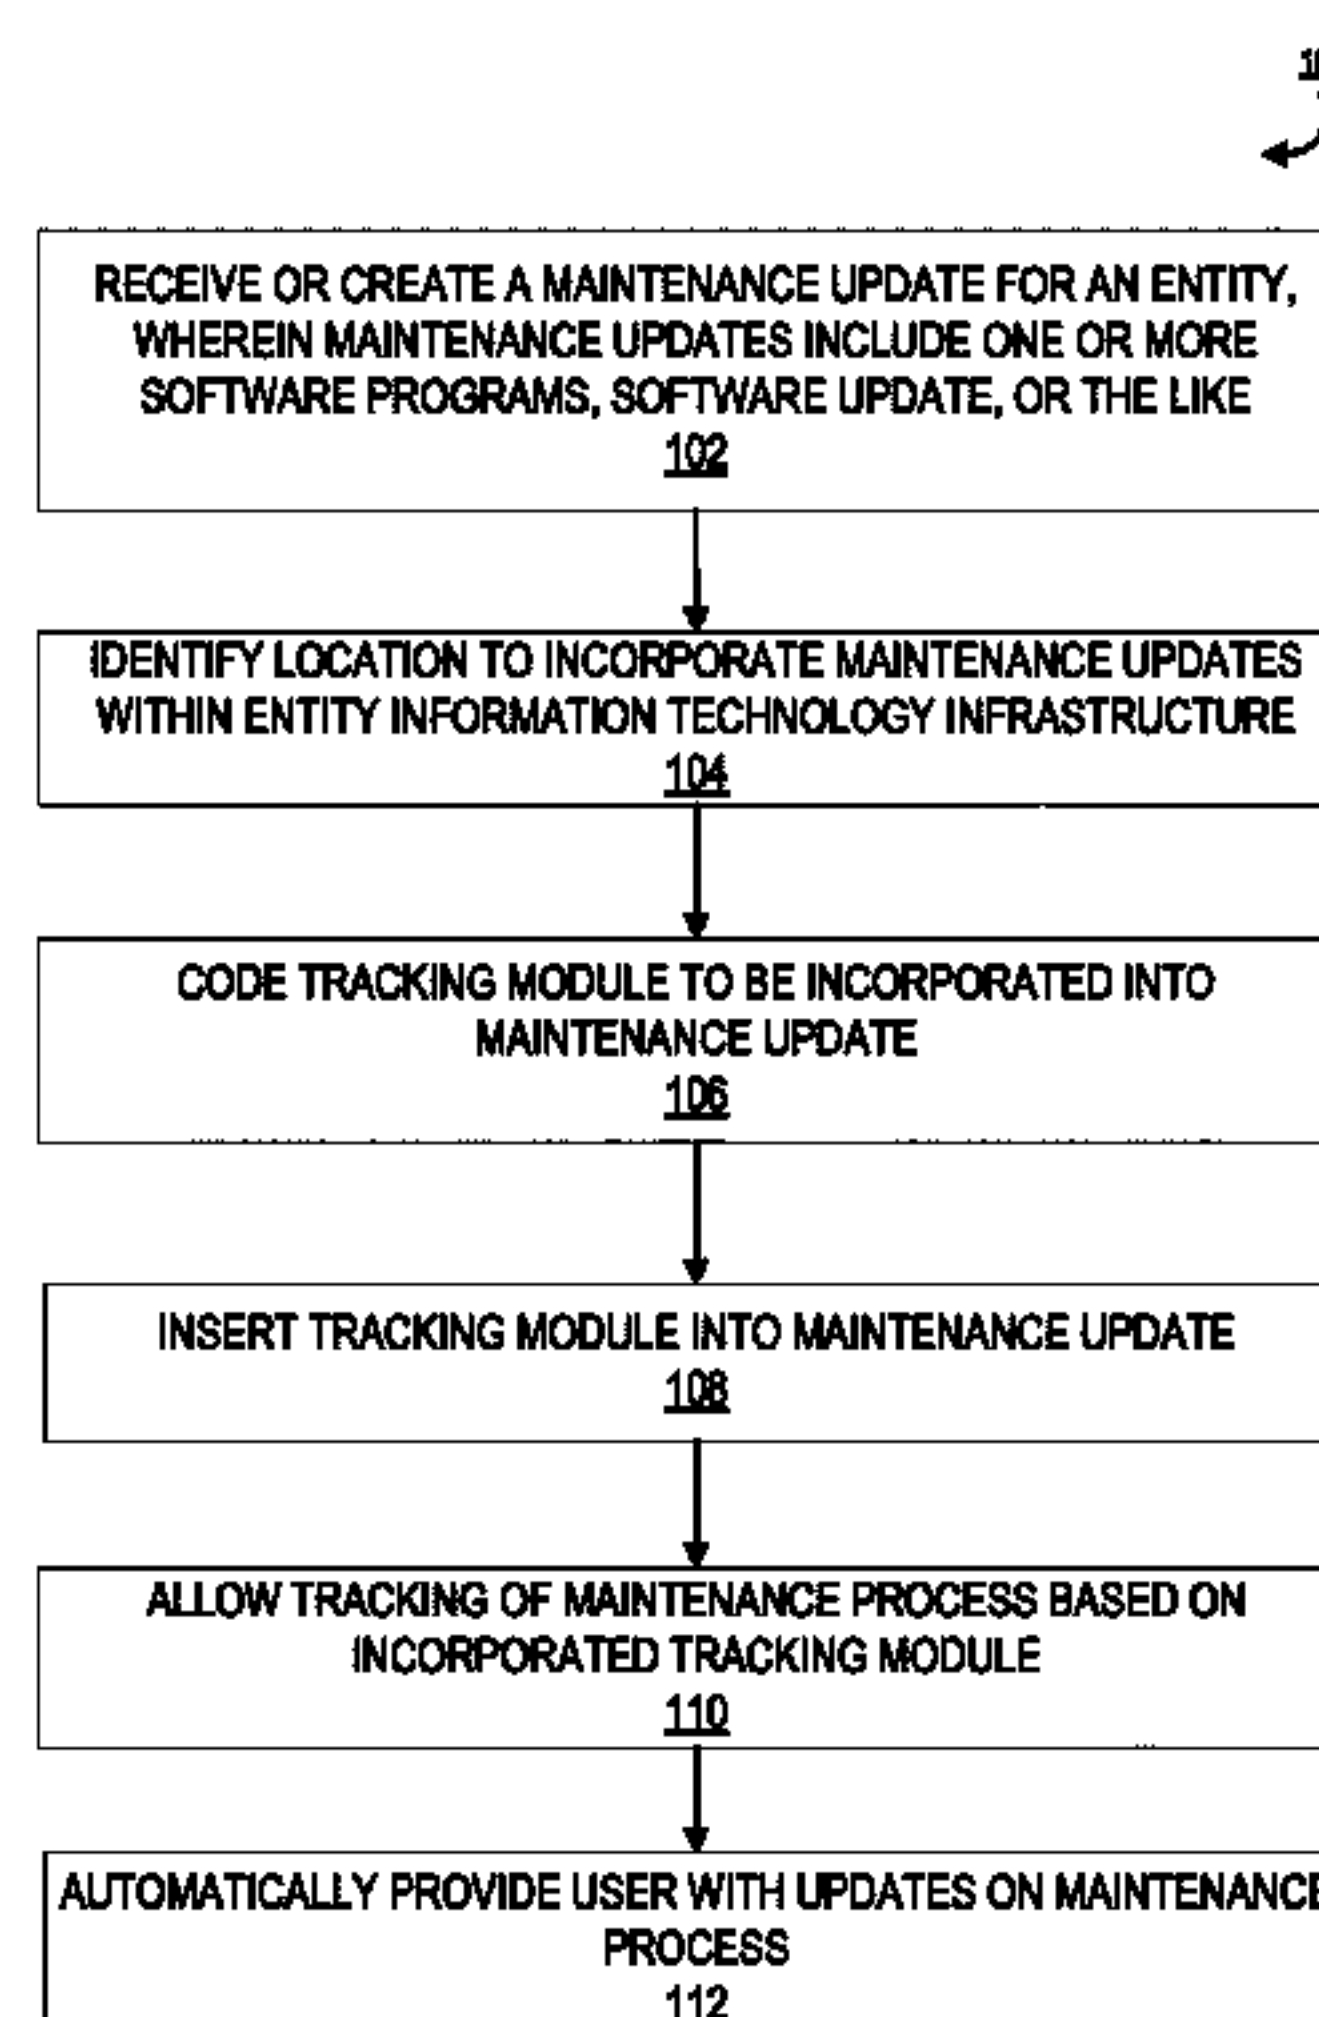 RECEIVE OR CREATE A MAINTENANCE UPDATE FOR AN ENTITY,
WHEREIN MAINTENANCE UPDATES INCLUDE ONE OR MORE
SOFTWARE PROGRAMS, SOFTWARE UPDATE, OR THE LIKE
102
IDENTIFY LOCATION TO INCORPORATE MAINTENANCE UPDATES
WITHIN ENTITY INFORMATION TECHNOLOGY INFRASTRUCTURE
104
CODE TRACKING MODULE TO BE INCORPORATED INTO
MAINTENANCE UPDATE
106
INSERT TRACKING MODULE INTO MAINTENANCE UPDATE
108
ALLOW TRACKING OF MAINTENANCE PROCESS BASED ON
INCORPORATED TRACKING MODULE
110
AUTOMATICALLY PROVIDE USER WITH UPDATES ON MAINTENANCE
PROCESS
112